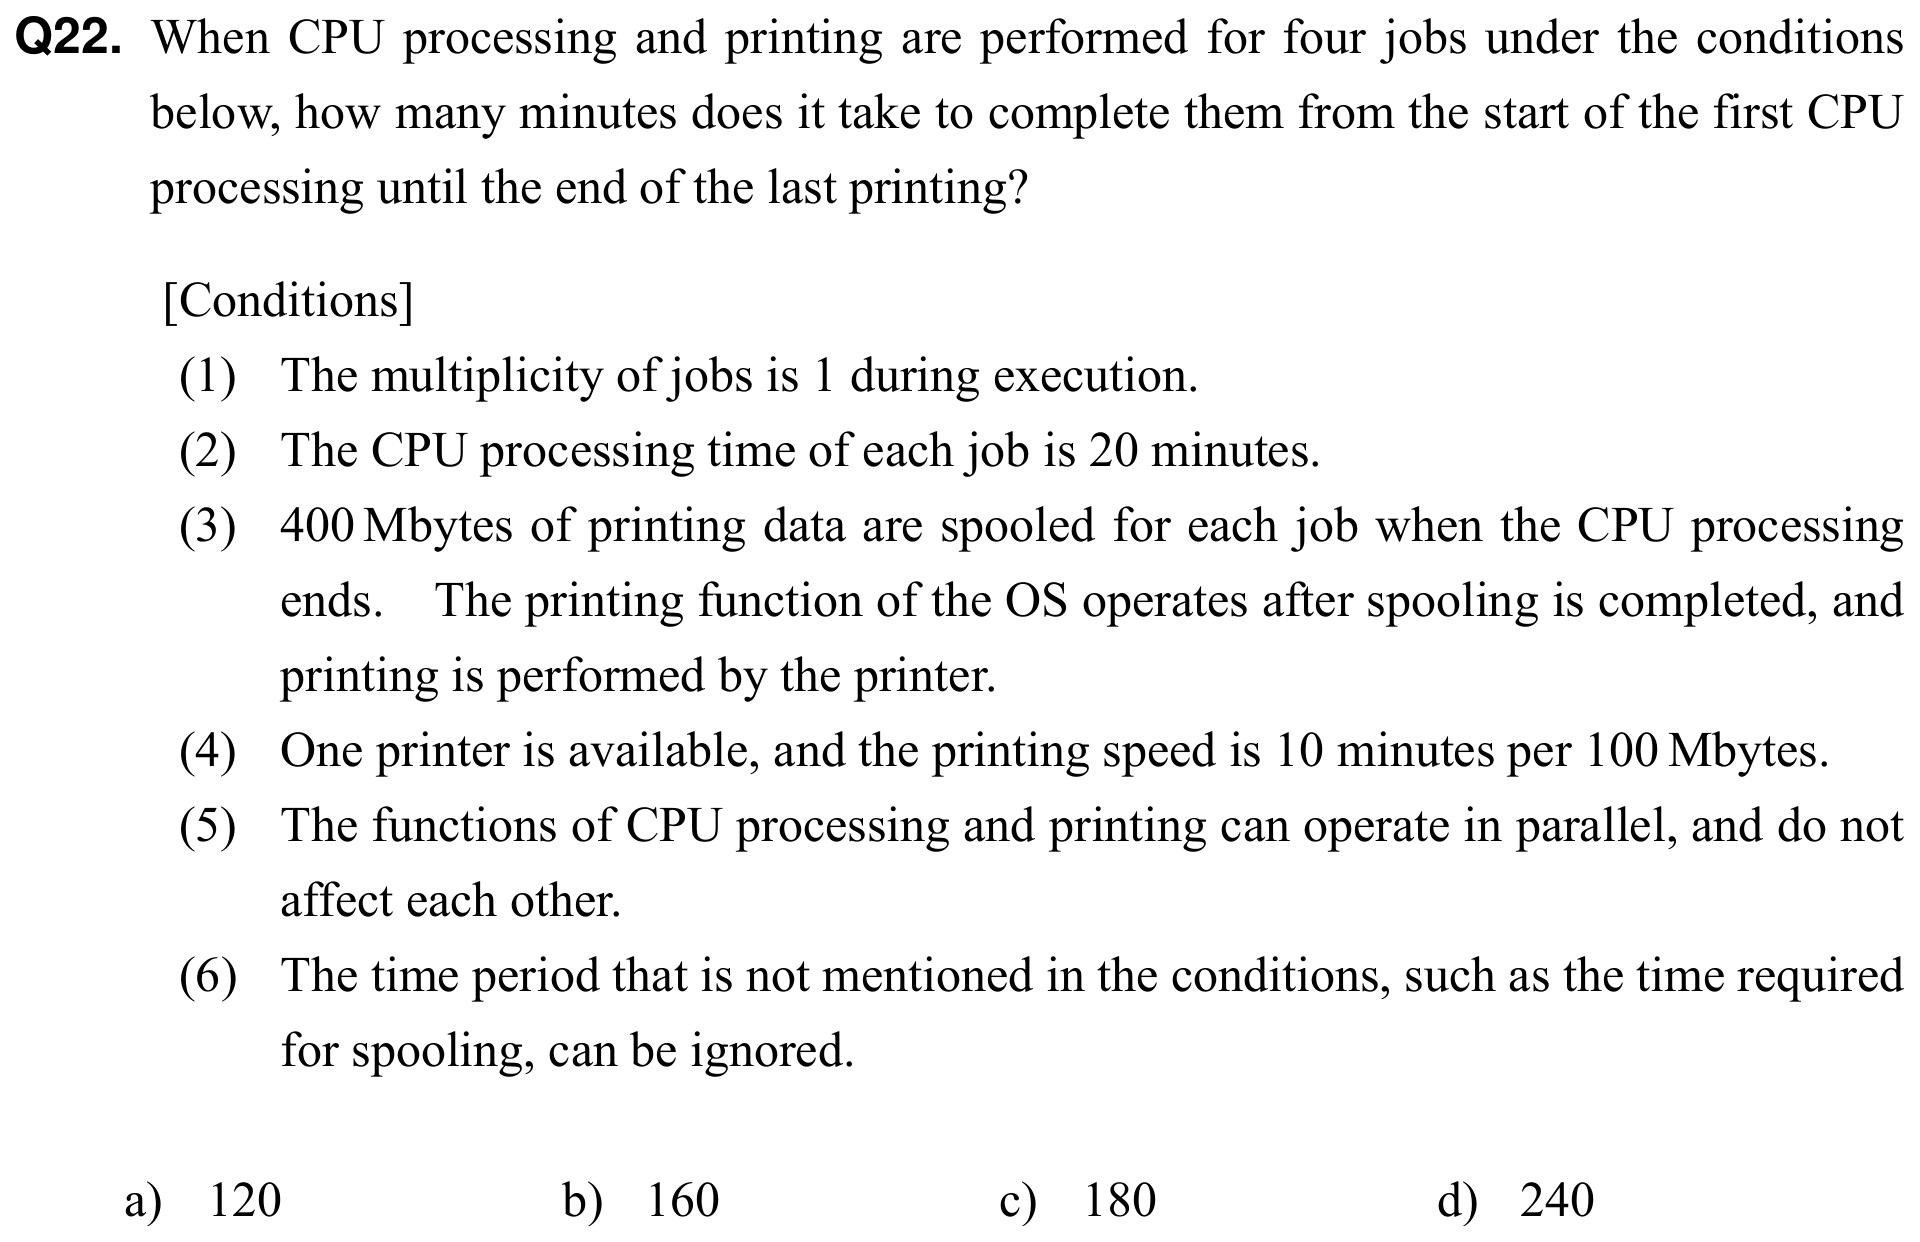 Q22. When CPU processing and printing are performed for four jobs under the conditions
below, how many minutes does it take to complete them from the start of the first CPU
processing until the end of the last printing?
[Conditions]
(1) The multiplicity of jobs is 1 during execution.
(2) The CPU processing time of each job is 20 minutes.
(3) 400 Mbytes of printing data are spooled for each job when the CPU processing
ends. The printing function of the OS operates after spooling is completed, and
printing is performed by the printer.
(4) One printer is available, and the printing speed is 10 minutes per 100 Mbytes.
(5) The functions of CPU processing and printing can operate in parallel, and do not
affect each other.
(6) The time period that is not mentioned in the conditions, such as the time required
for spooling, can be ignored.
a) 120 b) 160 c) 180 d) 240